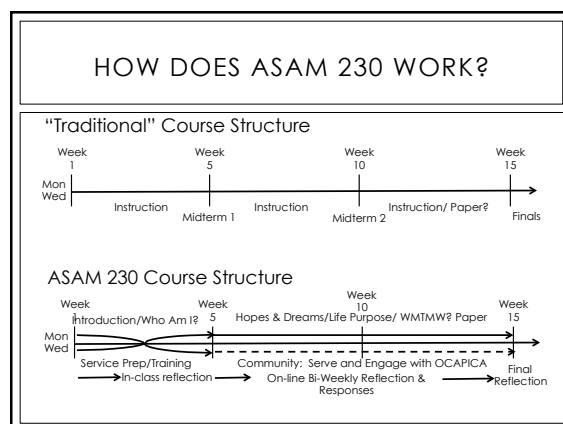 HOW DOES ASAM 230 WORK?
“Traditional” Course Structure
Week 1
Week 5
Week 10
Week 15
Mon
Wed
Instruction
Instruction
Instruction/ Paper?
Midterm 1
Midterm 2
Finals
ASAM 230 Course Structure
Week 1
Week 5
Week 10
Week 15
Introduction/Who Am I?
Hopes & Dreams/Life Purpose/ WMTMW? Paper
Mon
Wed
Service Prep/Training
Community: Serve and Engage with OCAPICA
In-class reflection
On-line Bi-Weekly Reflection &
Responses
Final
Reflection